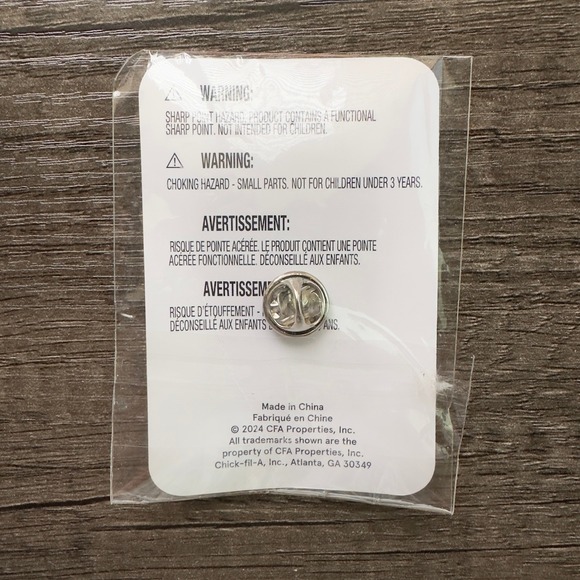 WARNING:
SHARP POINT HAZARD. PRODUCT CONTAINS A FUNCTIONAL
SHARP POINT. NOT INTENDED FOR CHILDREN.
WARNING:
CHOKING HAZARD - SMALL PARTS. NOT FOR CHILDREN UNDER 3 YEARS.
AVERTISSEMENT:
RISQUE DE POINTE ACÉRÉE. LE PRODUIT CONTIENT UNE POINTE
ACÉRÉE FONCTIONNELLE. DÉCONSEILLÉ AUX ENFANTS.
RISQUE D'ÉTOUFFEMENT -
DÉCONSEILLÉ AUX ENFANTS ANS.
Made in China
Fabriqué en Chine
© 2024 CFA Properties, Inc.
All trademarks shown are the
property of CFA Properties, Inc.
Chick-fil-A, Inc., Atlanta, GA 30349